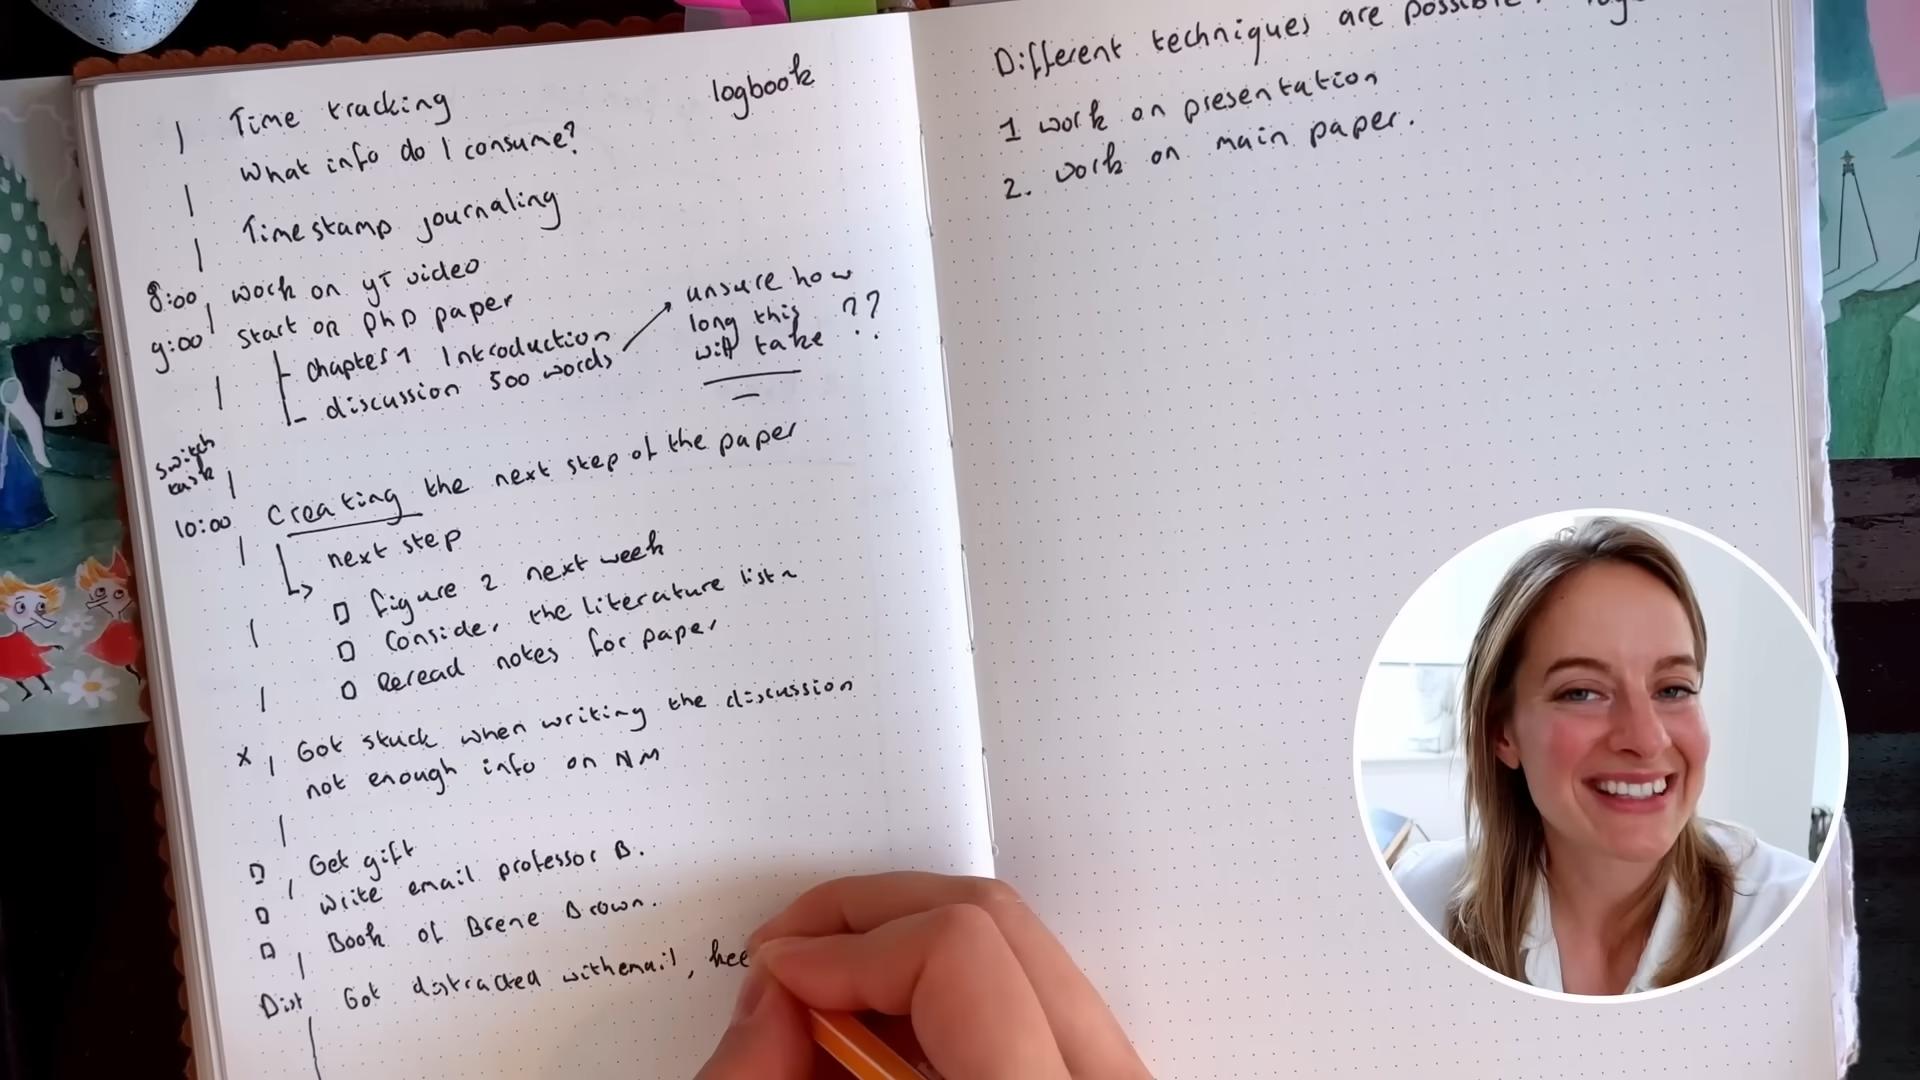 Time tracking
logbook
What info do I consume?
Timestamp journaling
8:00 work on YT video
9:00 Start on PhD paper
chapter 1 Introduction
discussion 500 words
unsure how
long this ??
will take
switch
task
10:00 Creating the next step of the paper
next step
figure 2 next week
Consider the literature list
Reread notes for paper
x Got stuck when writing the discussion
not enough info on NM
Get gift
Write email professor B.
Book of Brene Brown.
Dist Got distracted with email,
Different techniques are possible
1 work on presentation
2. work on main paper.